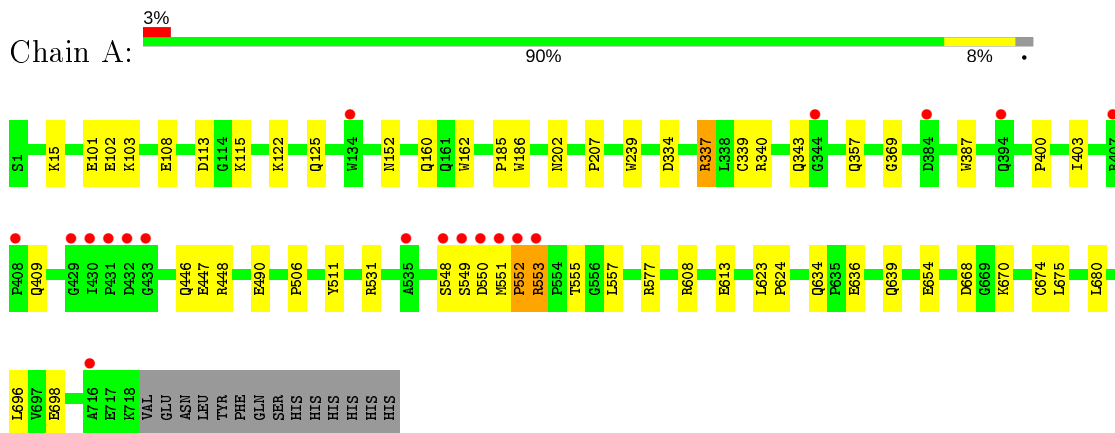 3%
Chain A:
90% 8% •
S1 K15 E101 E102 K103 E108 D113 G114 K115 K122 Q125 W134 N152 Q160 Q161 W162 P185 W186 N202 P207 W239 D334 R337 L338 C339 R340 Q343 G344 Q357 G369 D384 W387 Q394 P400 I403
P408 Q409 G429 I430 P431 D432 G433 Q446 E447 R448 E490 P506 Y511 R531 A535 S548 S549 D550 M551 P552 R553 P554 T555 G556 L557 R577 R608 E613 L623 P624 Q634 P635 E636 Q639 E654 D668 G669 K670 C674 L675 L680
L696 V697 E698 A716 E717 K718 VAL GLU ASN LEU TYR PHE GLN SER HIS HIS HIS HIS HIS HIS